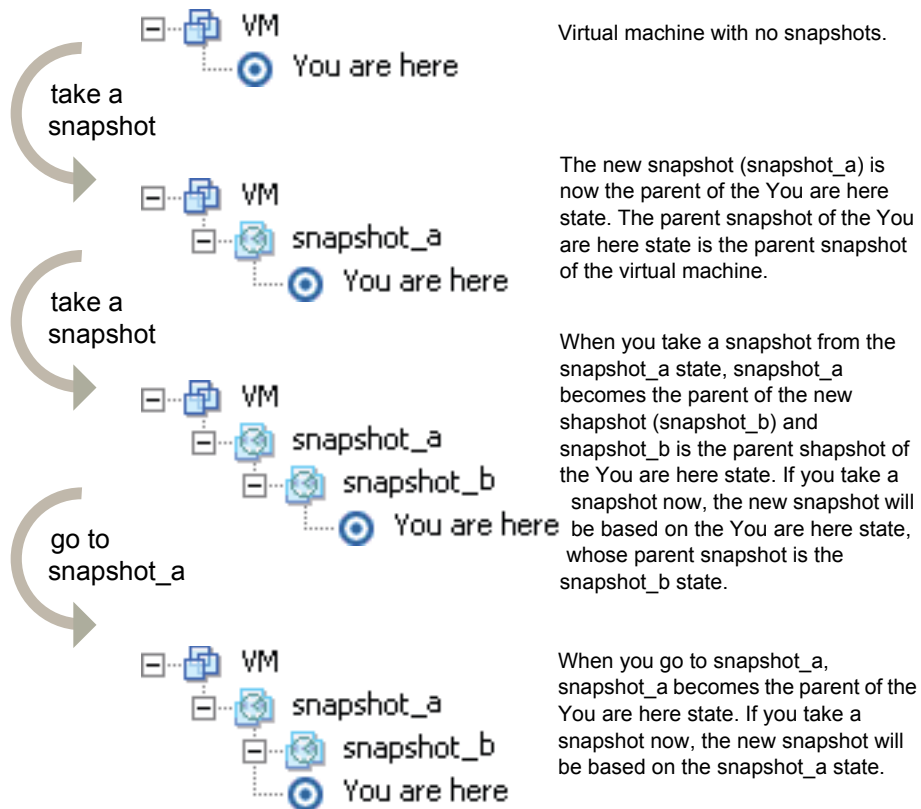 VM
You are here
Virtual machine with no snapshots.
take a
snapshot
VM
snapshot_a
You are here
The new snapshot (snapshot_a) is
now the parent of the You are here
state. The parent snapshot of the You
are here state is the parent snapshot
of the virtual machine.
take a
snapshot
VM
snapshot_a
snapshot_b
You are here
When you take a snapshot from the
snapshot_a state, snapshot_a
becomes the parent of the new
shapshot (snapshot_b) and
snapshot_b is the parent shapshot of
the You are here state. If you take a
snapshot now, the new snapshot will
be based on the You are here state,
whose parent snapshot is the
snapshot_b state.
go to
snapshot_a
VM
snapshot_a
snapshot_b
You are here
When you go to snapshot_a,
snapshot_a becomes the parent of the
You are here state. If you take a
snapshot now, the new snapshot will
be based on the snapshot_a state.